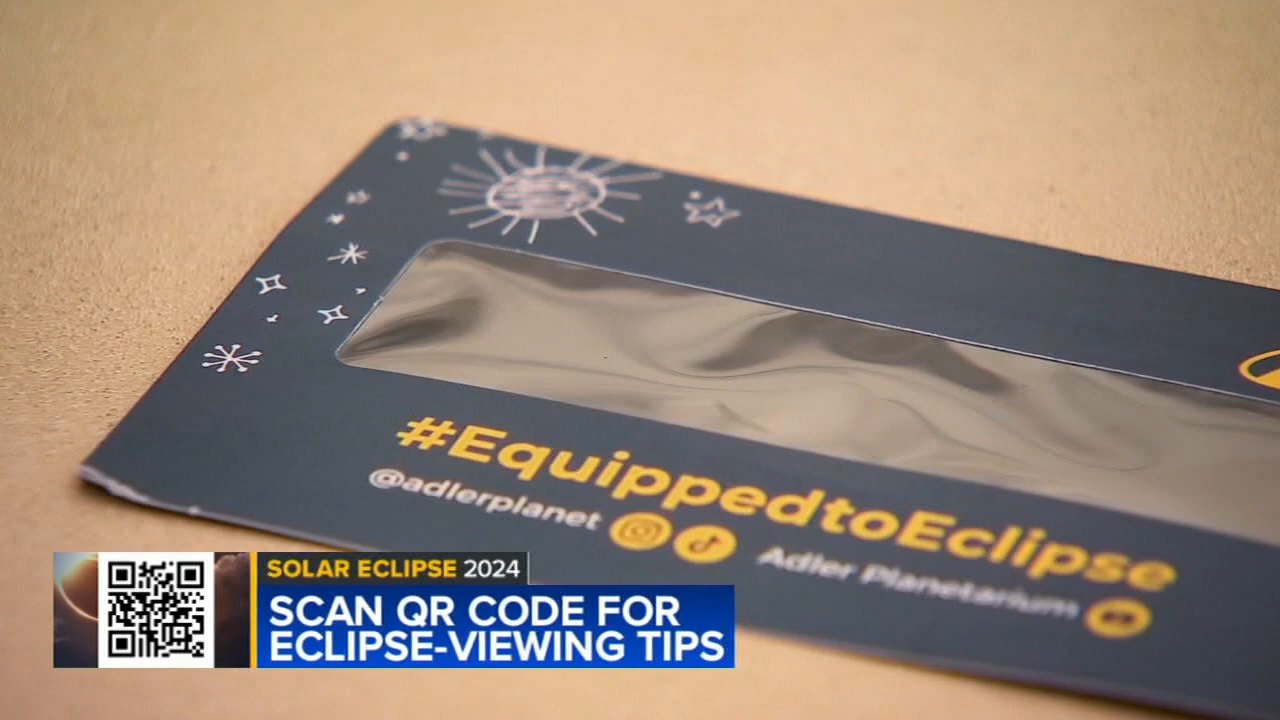 #EquippedtoEclipse
@adlerplanet
Adler Planetarium
SOLAR ECLIPSE 2024
SCAN QR CODE FOR
ECLIPSE-VIEWING TIPS